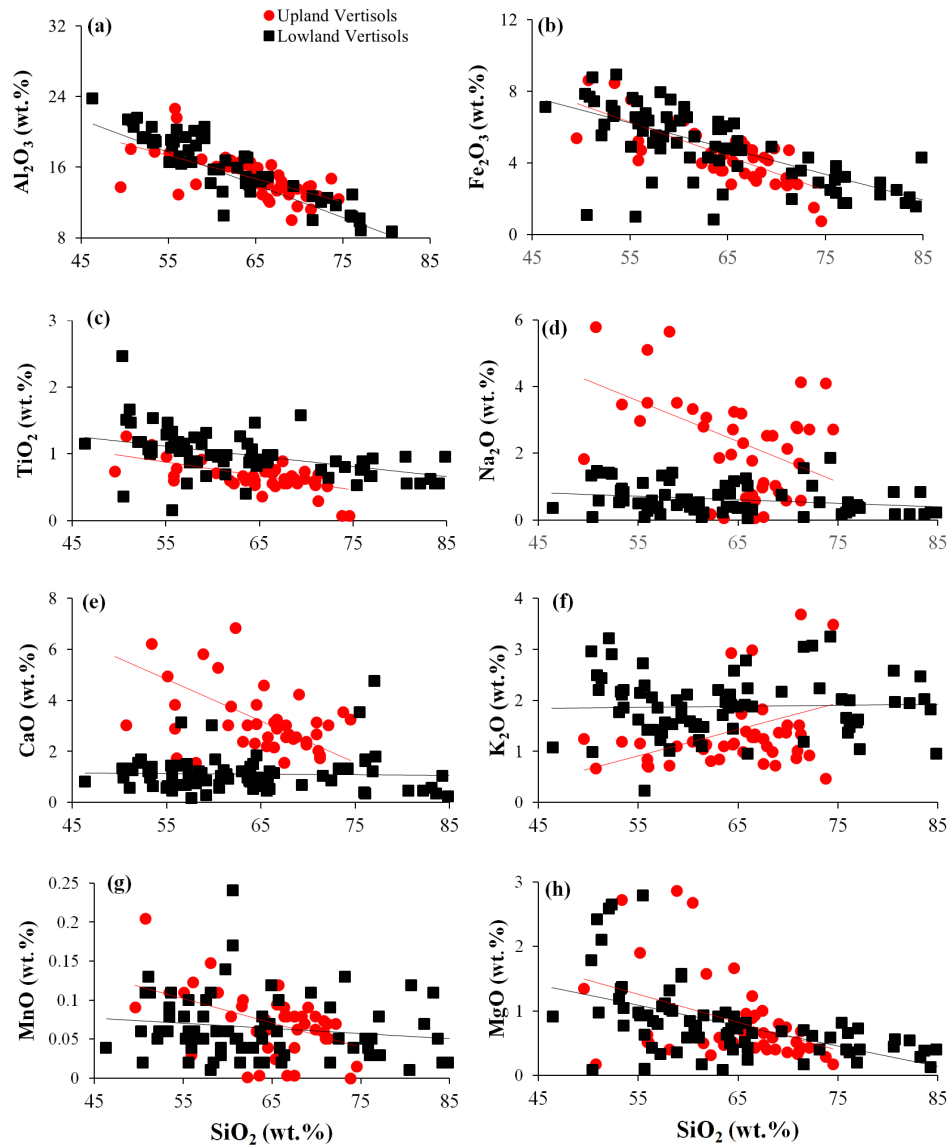 (a)
Upland Vertisols
Lowland Vertisols
Al₂O₃ (wt.%)
32
24
16
8
45 55 65 75 85
(b)
Fe₂O₃ (wt.%)
12
8
4
0
45 55 65 75 85
(c)
TiO₂ (wt.%)
3
2
1
0
45 55 65 75 85
(d)
Na₂O (wt.%)
6
4
2
0
45 55 65 75 85
(e)
CaO (wt.%)
8
6
4
2
0
45 55 65 75 85
(f)
K₂O (wt.%)
4
3
2
1
0
45 55 65 75 85
(g)
MnO (wt.%)
0.25
0.2
0.15
0.1
0.05
0
45 55 65 75 85
SiO₂ (wt.%)
(h)
MgO (wt.%)
3
2
1
0
45 55 65 75 85
SiO₂ (wt.%)